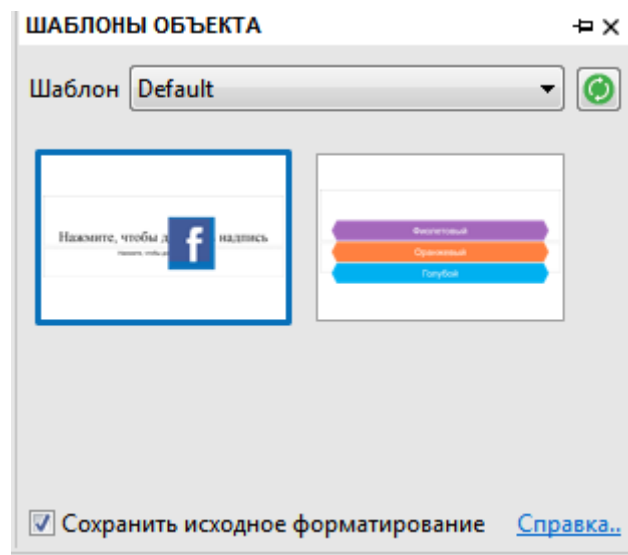 ШАБЛОНЫ ОБЪЕКТА
Шаблон Default
Нажмите, чтобы д надпись
f
Фиолетовый
Оранжевый
Голубой
Сохранить исходное форматирование Справка..